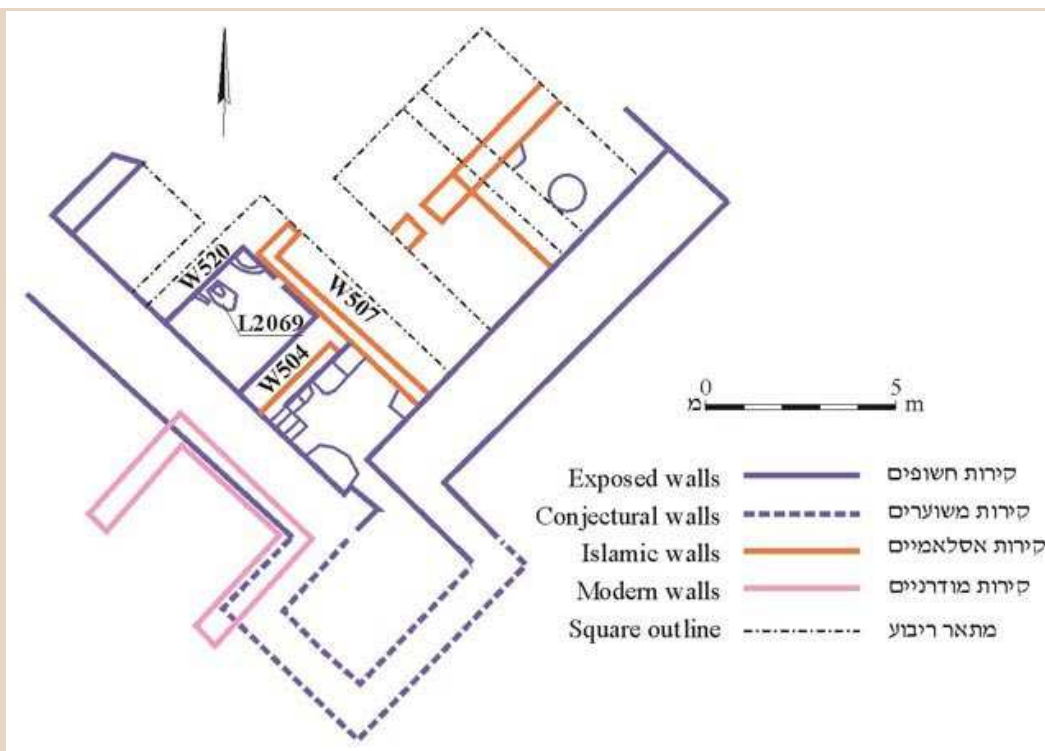 W520
L2069
W507
W504
0 5
מ m
Exposed walls קירות חשופים
Conjectural walls קירות משוערים
Islamic walls קירות אסלאמיים
Modern walls קירות מודרניים
Square outline מתאר ריבוע